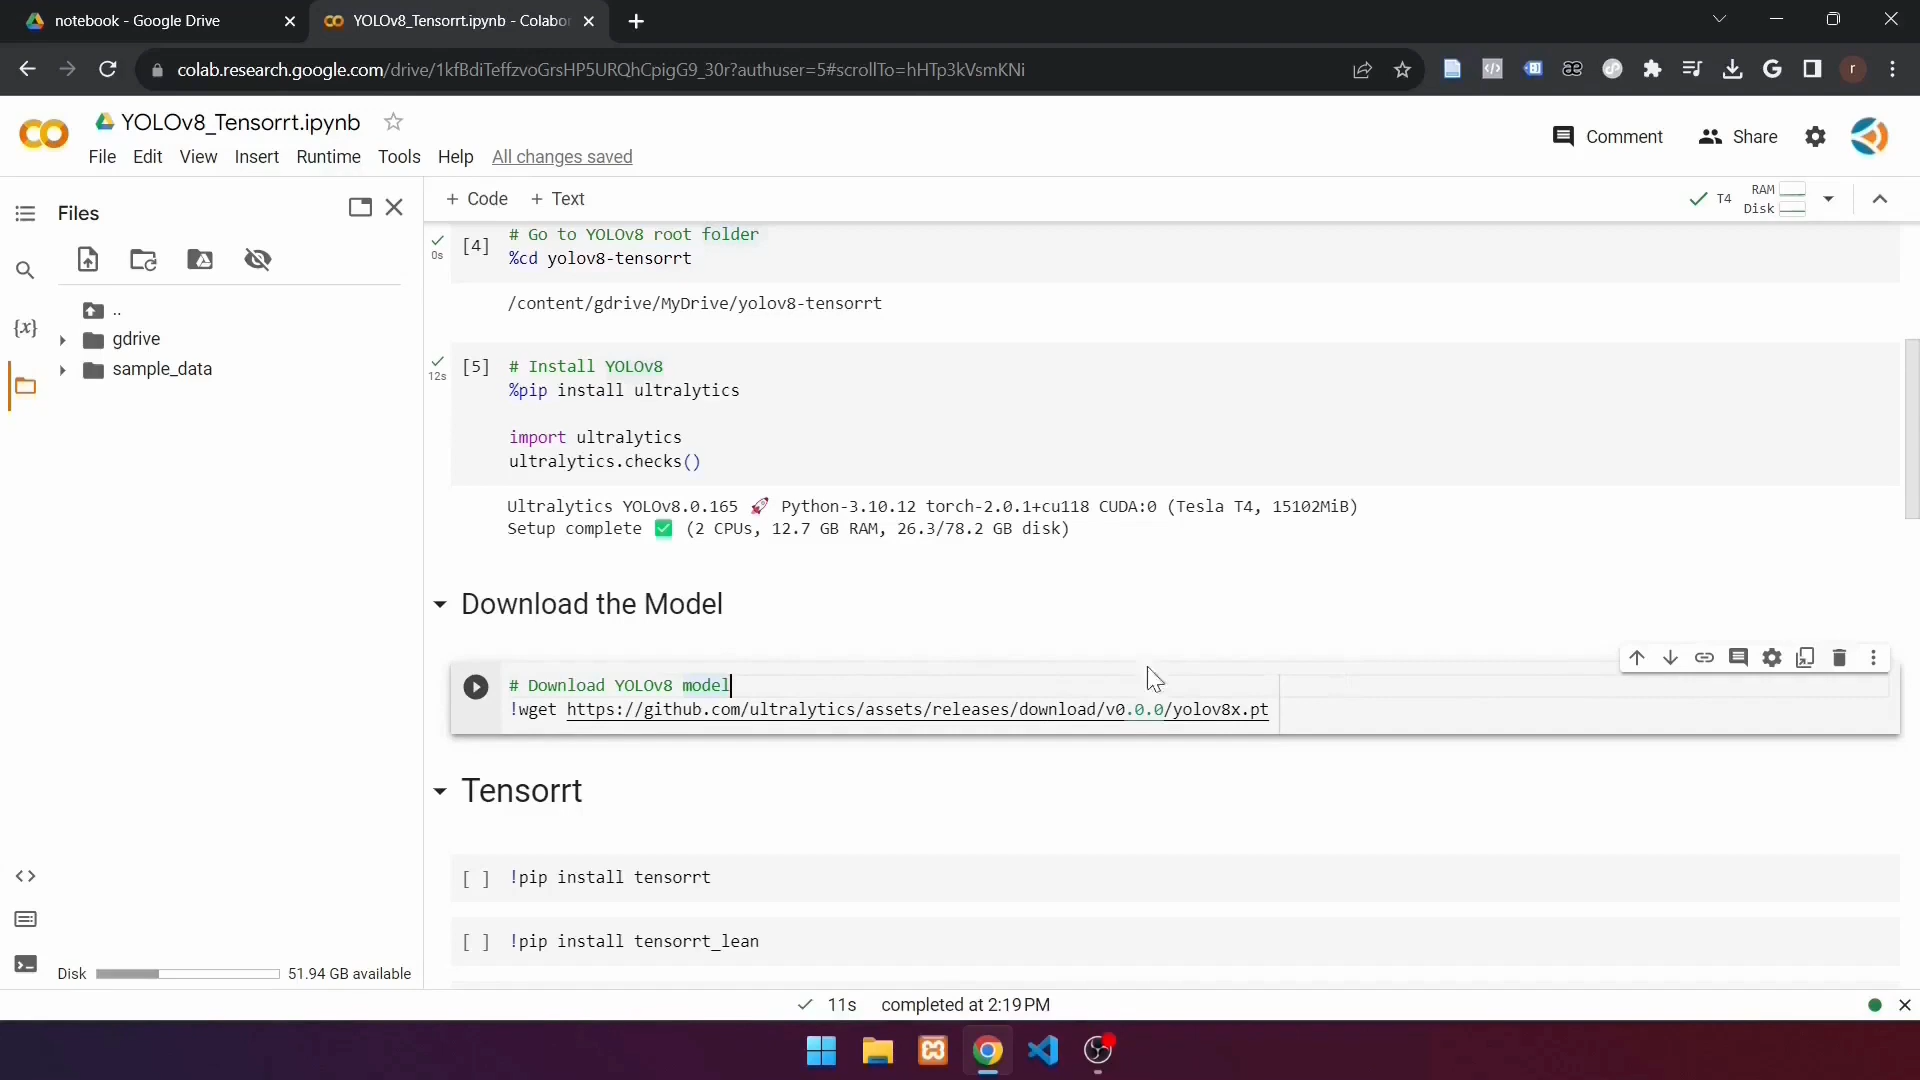 notebook - Google Drive
YOLOv8_Tensorrt.ipynb - Colabor
colab.research.google.com/drive/1kfBdiTeffzvoGrsHP5URQhCpigG9_30r?authuser=5#scrollTo=hHTp3kVsmKNi
r
YOLOv8_Tensorrt.ipynb
File Edit View Insert Runtime Tools Help All changes saved
Comment
Share
Files
+ Code + Text
T4
RAM
Disk
..
gdrive
sample_data
0s
[4]
# Go to YOLOv8 root folder
%cd yolov8-tensorrt
/content/gdrive/MyDrive/yolov8-tensorrt
12s
[5]
# Install YOLOv8
%pip install ultralytics
import ultralytics
ultralytics.checks()
Ultralytics YOLOv8.0.165 🚀 Python-3.10.12 torch-2.0.1+cu118 CUDA:0 (Tesla T4, 15102MiB)
Setup complete ✅ (2 CPUs, 12.7 GB RAM, 26.3/78.2 GB disk)
Download the Model
# Download YOLOv8 model
!wget https://github.com/ultralytics/assets/releases/download/v0.0.0/yolov8x.pt
Tensorrt
[ ] !pip install tensorrt
[ ] !pip install tensorrt_lean
Disk
51.94 GB available
11s completed at 2:19 PM